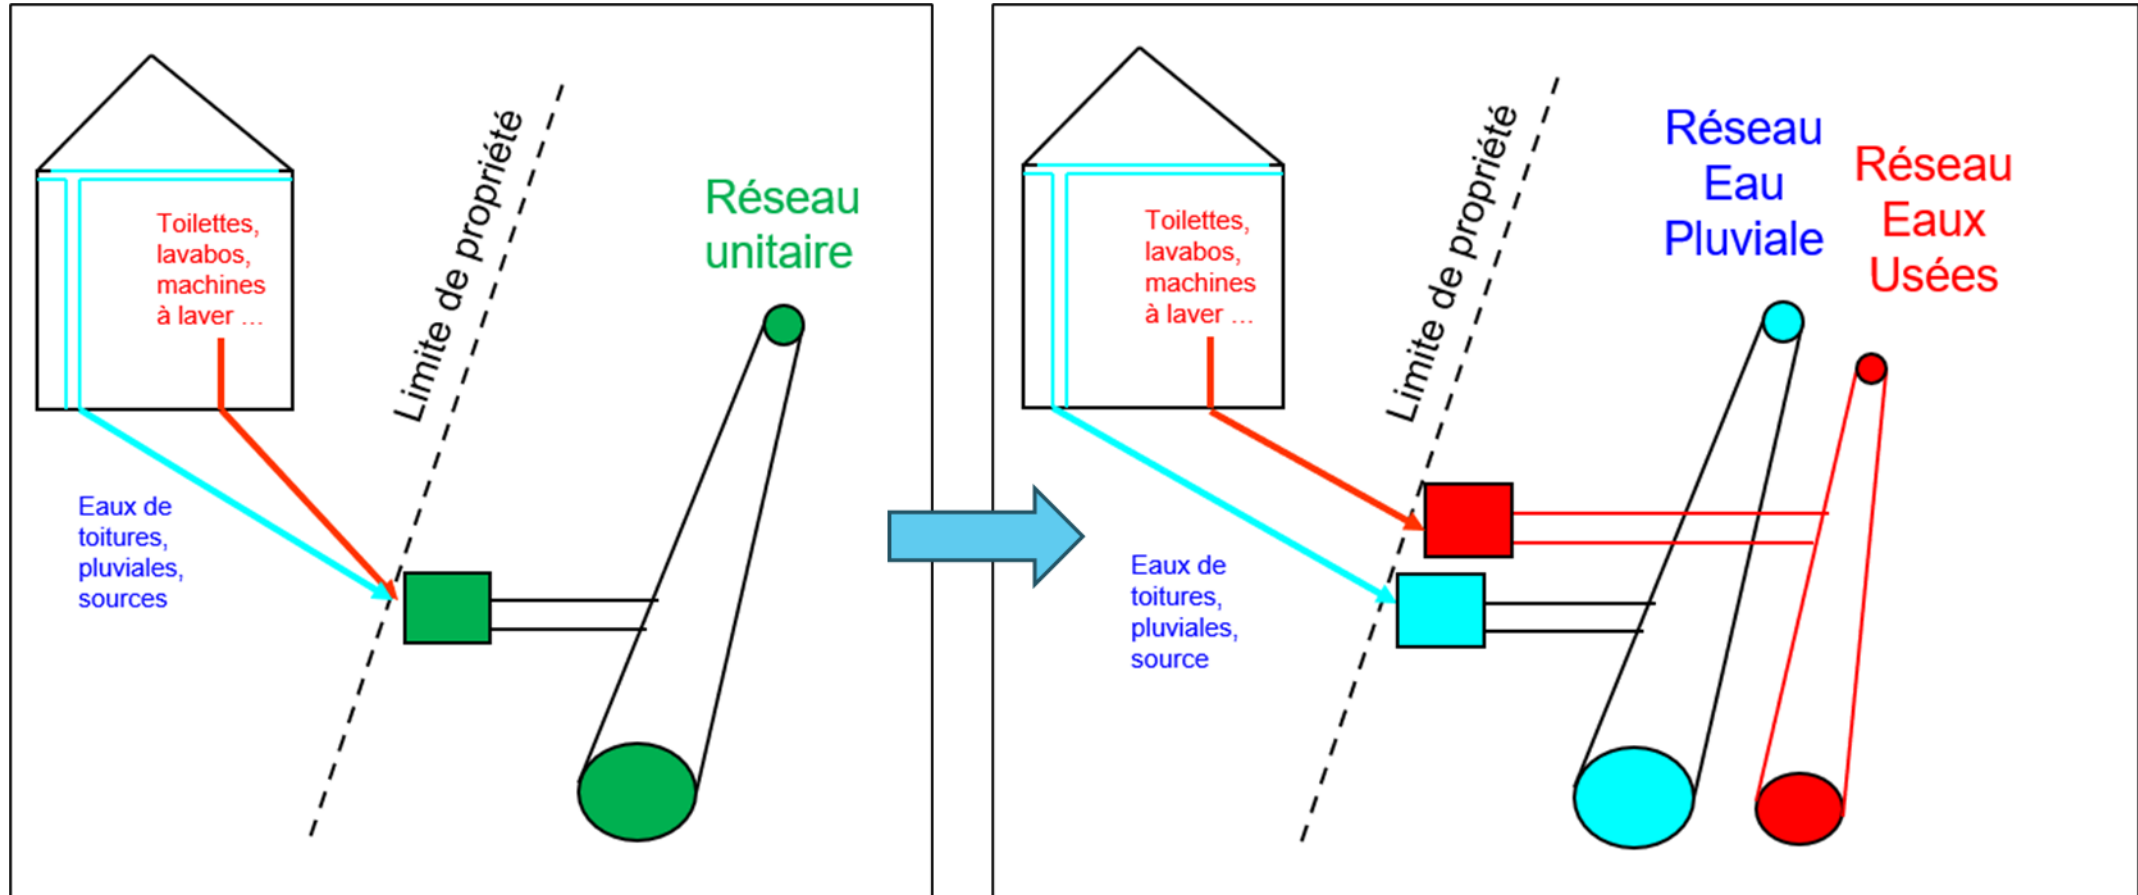 Toilettes,
lavabos,
machines
à laver ...
Limite de propriété
Réseau
unitaire
Eaux de
toitures,
pluviales,
sources
Toilettes,
lavabos,
machines
à laver ...
Limite de propriété
Réseau
Eau
Pluviale
Réseau
Eaux
Usées
Eaux de
toitures,
pluviales,
source